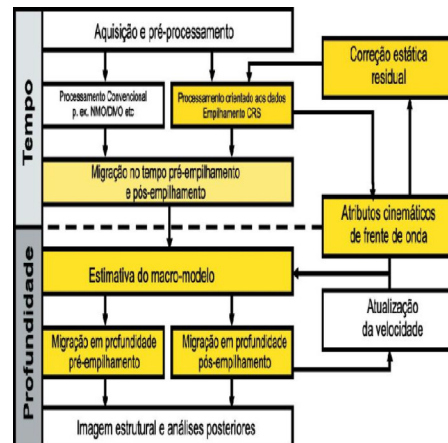 Tempo
Aquisição e pré-processamento
Processamento Convencional
p. ex. NMO/DMO etc
Processamento orientado aos dados
Empilhamento CRS
Correção estática
residual
Migração no tempo pré-empilhamento
e pós-empilhamento
Atributos cinemáticos
de frente de onda
Profundidade
Estimativa do macro-modelo
Atualização
da velocidade
Migração em profundidade
pré-empilhamento
Migração em profundidade
pós-empilhamento
Imagem estrutural e análises posteriores